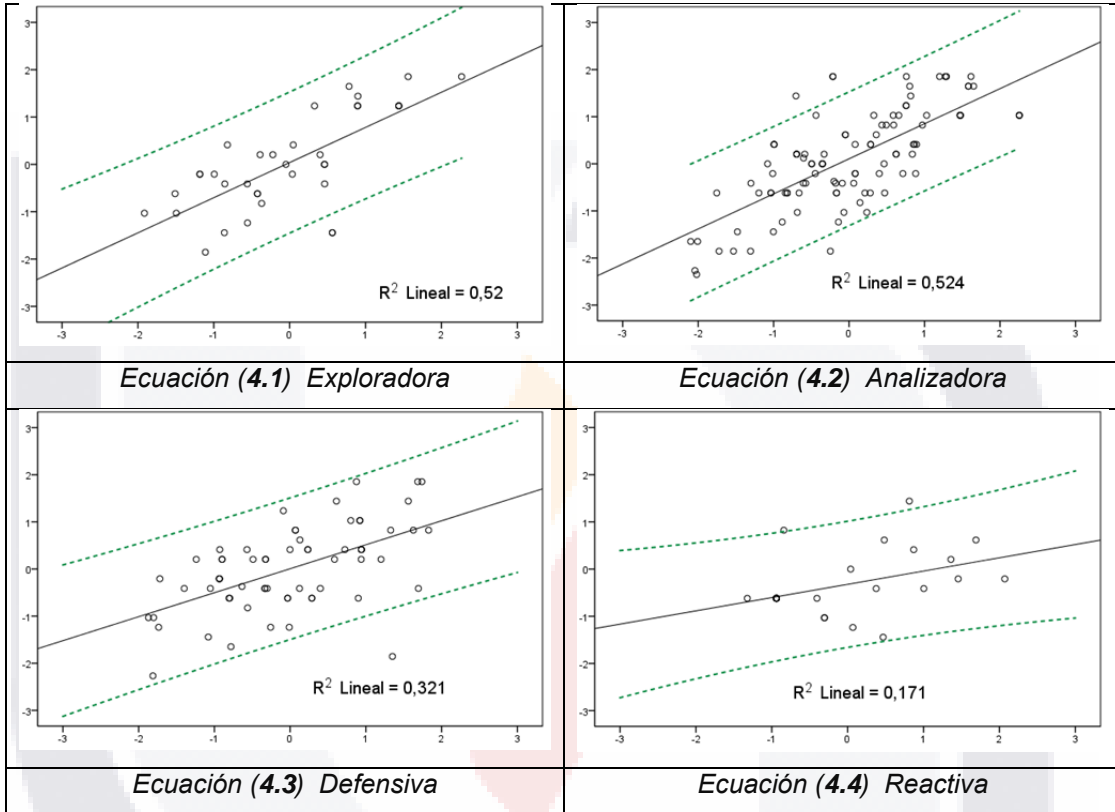 3
2
1
0
-1
-2
-3
R² Lineal = 0,52
-3 -2 -1 0 1 2 3
Ecuación (4.1) Exploradora
3
2
1
0
-1
-2
-3
R² Lineal = 0,524
-3 -2 -1 0 1 2 3
Ecuación (4.2) Analizadora
3
2
1
0
-1
-2
-3
R² Lineal = 0,321
-3 -2 -1 0 1 2 3
Ecuación (4.3) Defensiva
3
2
1
0
-1
-2
-3
R² Lineal = 0,171
-3 -2 -1 0 1 2 3
Ecuación (4.4) Reactiva